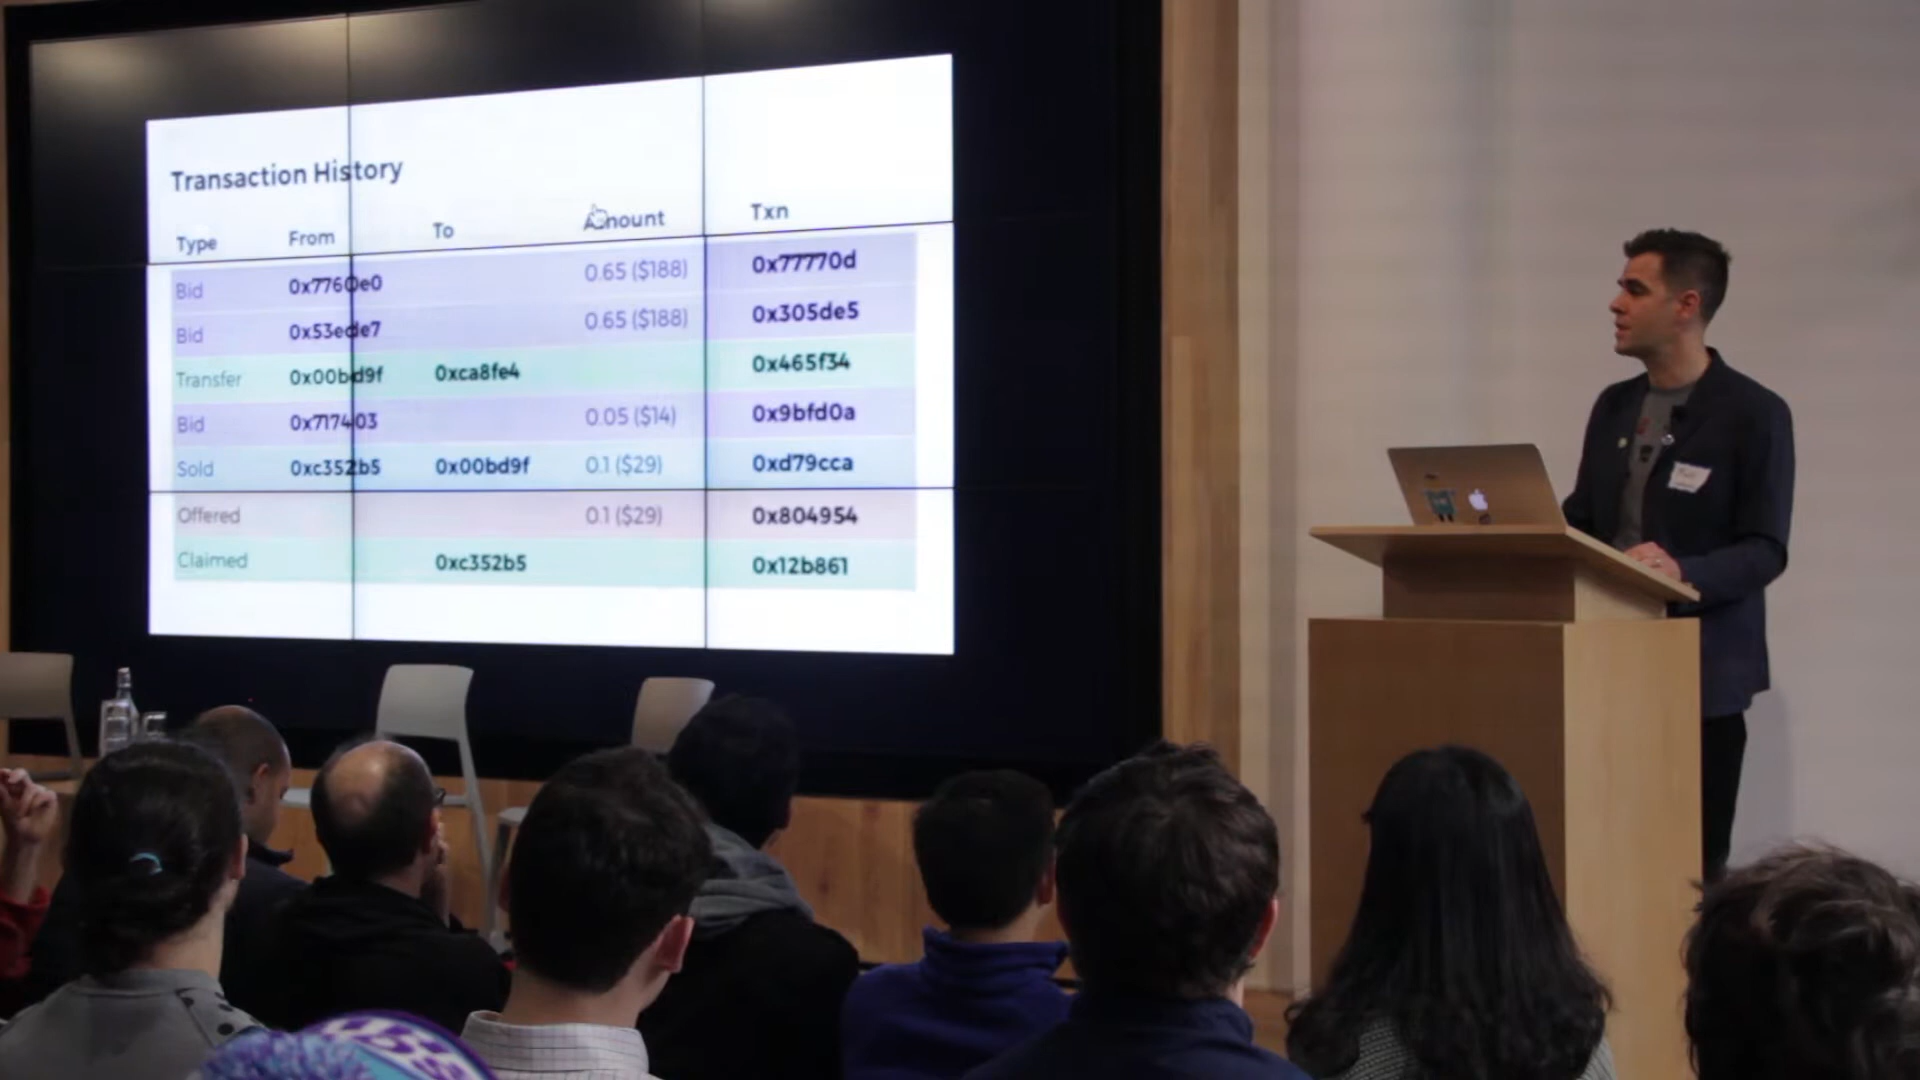 Transaction History
Type From To Amount Txn
Bid 0x7760e0 0.65 ($188) 0x77770d
Bid 0x53ede7 0.65 ($188) 0x305de5
Transfer 0x00bd9f 0xca8fe4 0x465f34
Bid 0x717403 0.05 ($14) 0x9bfd0a
Sold 0xc352b5 0x00bd9f 0.1 ($29) 0xd79cca
Offered 0.1 ($29) 0x804954
Claimed 0xc352b5 0x12b861